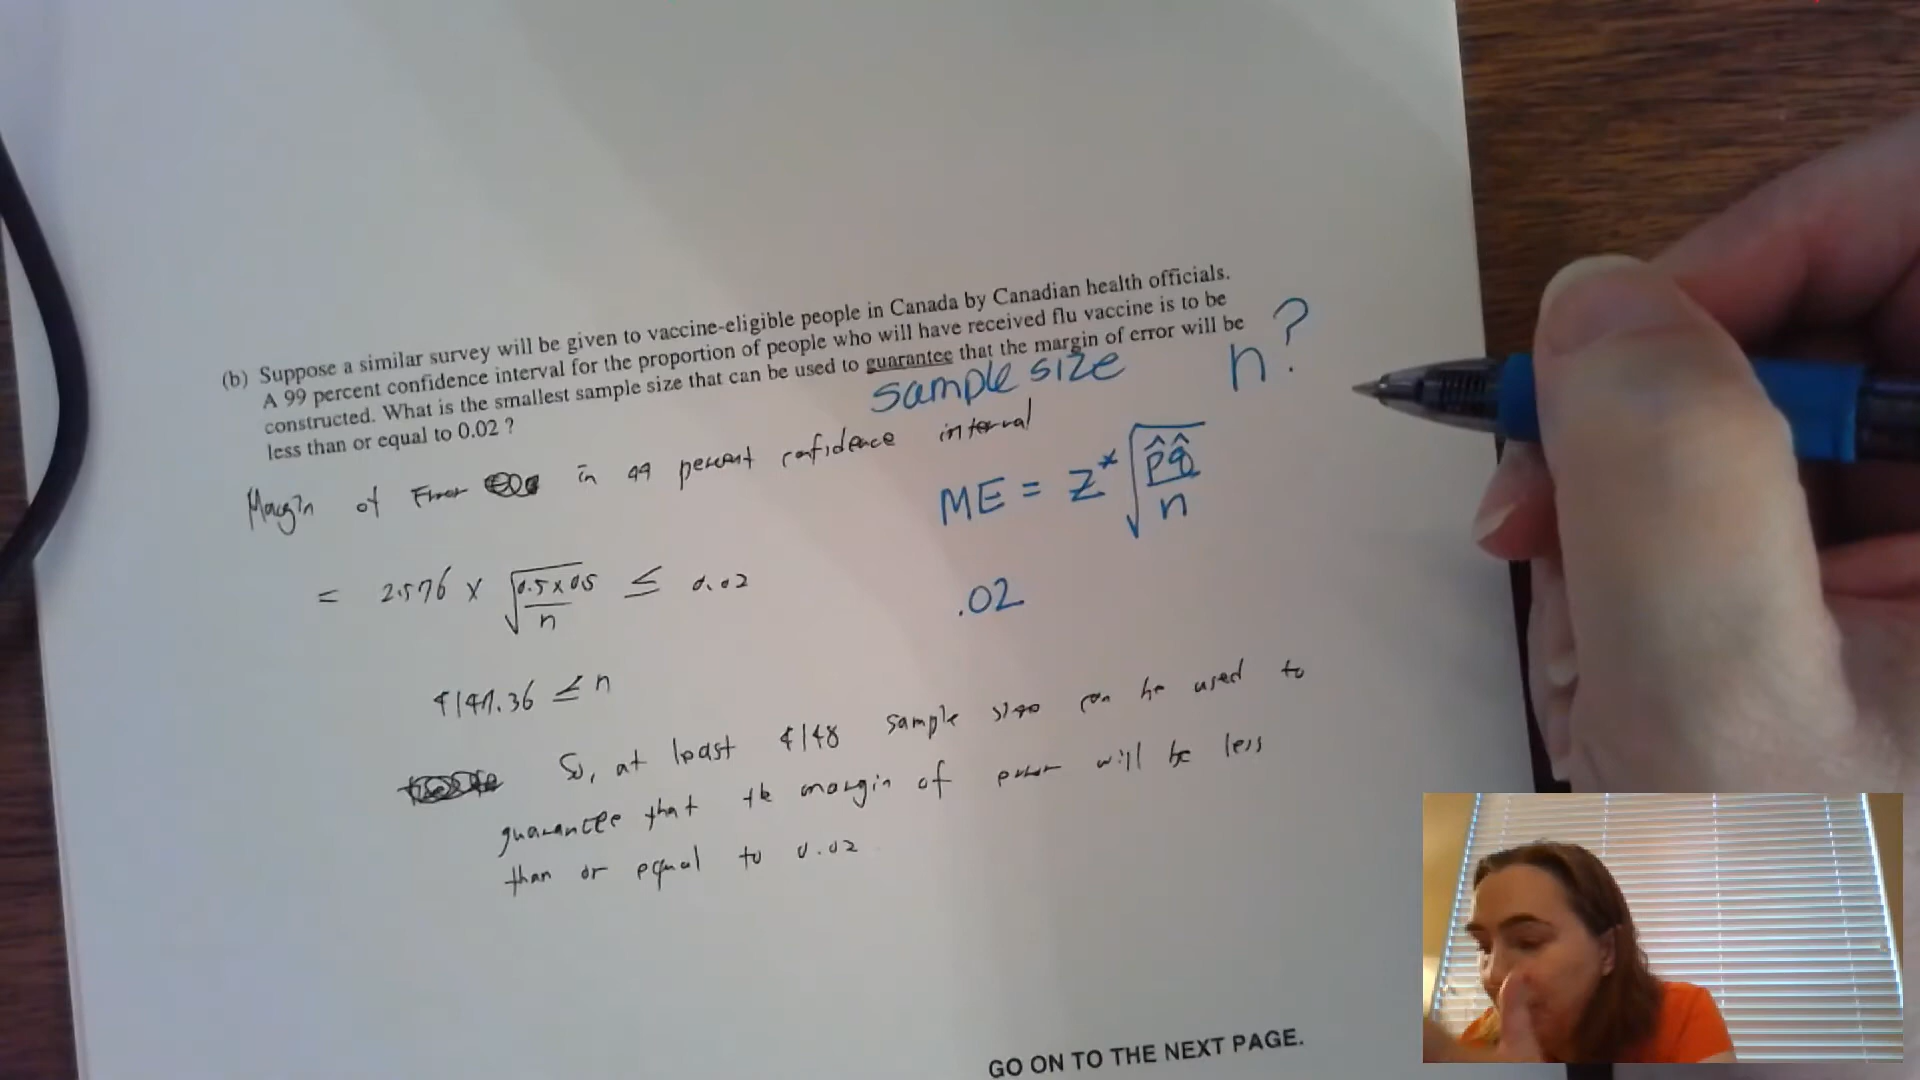 (b) Suppose a similar survey will be given to vaccine-eligible people in Canada by Canadian health officials.
A 99 percent confidence interval for the proportion of people who will have received flu vaccine is to be
constructed. What is the smallest sample size that can be used to guarantee that the margin of error will be
less than or equal to 0.02 ?
sample size
n?
Margin of Error in 99 percent confidence interval
ME = z* √(p̂q̂/n)
= 2.576 × √(0.5×0.5/n) ≤ 0.02
.02
4147.36 ≤ n
So, at least 4148 sample size can be used to
guarantee that the margin of error will be less
than or equal to 0.02
GO ON TO THE NEXT PAGE.